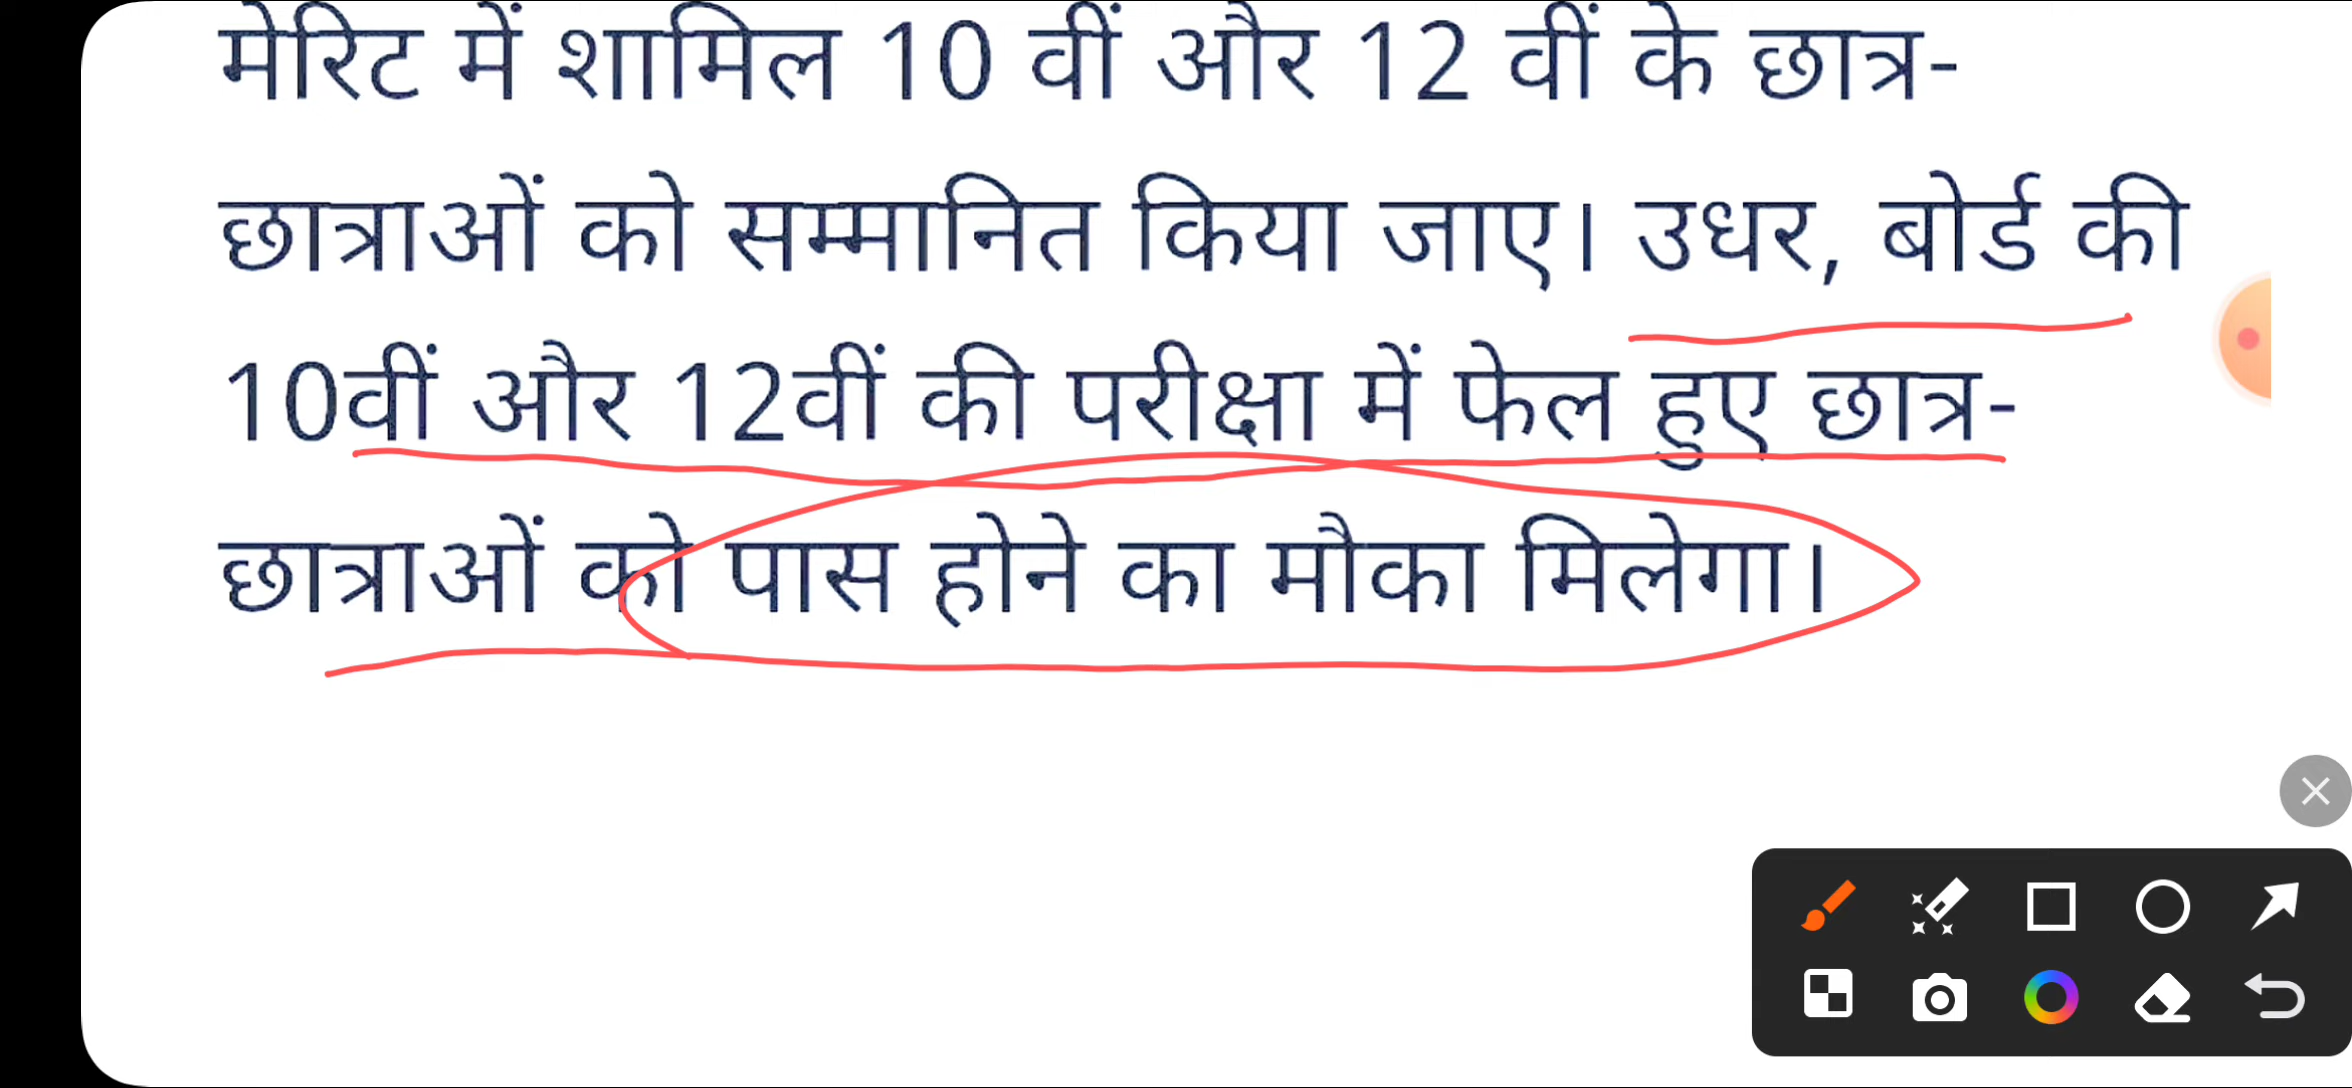 मेरिट में शामिल 10 वीं और 12 वीं के छात्र-
छात्राओं को सम्मानित किया जाए। उधर, बोर्ड की
10वीं और 12वीं की परीक्षा में फेल हुए छात्र-
छात्राओं को पास होने का मौका मिलेगा।